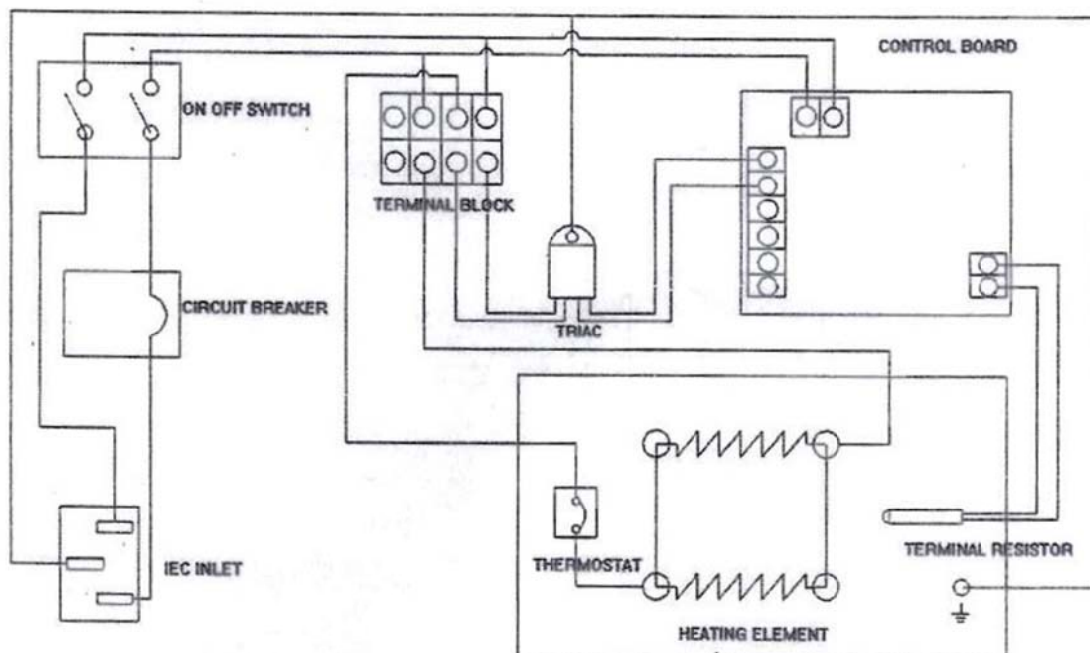 CONTROL BOARD
ON OFF SWITCH
TERMINAL BLOCK
CIRCUIT BREAKER
TRIAC
IEC INLET
THERMOSTAT
TERMINAL RESISTOR
HEATING ELEMENT